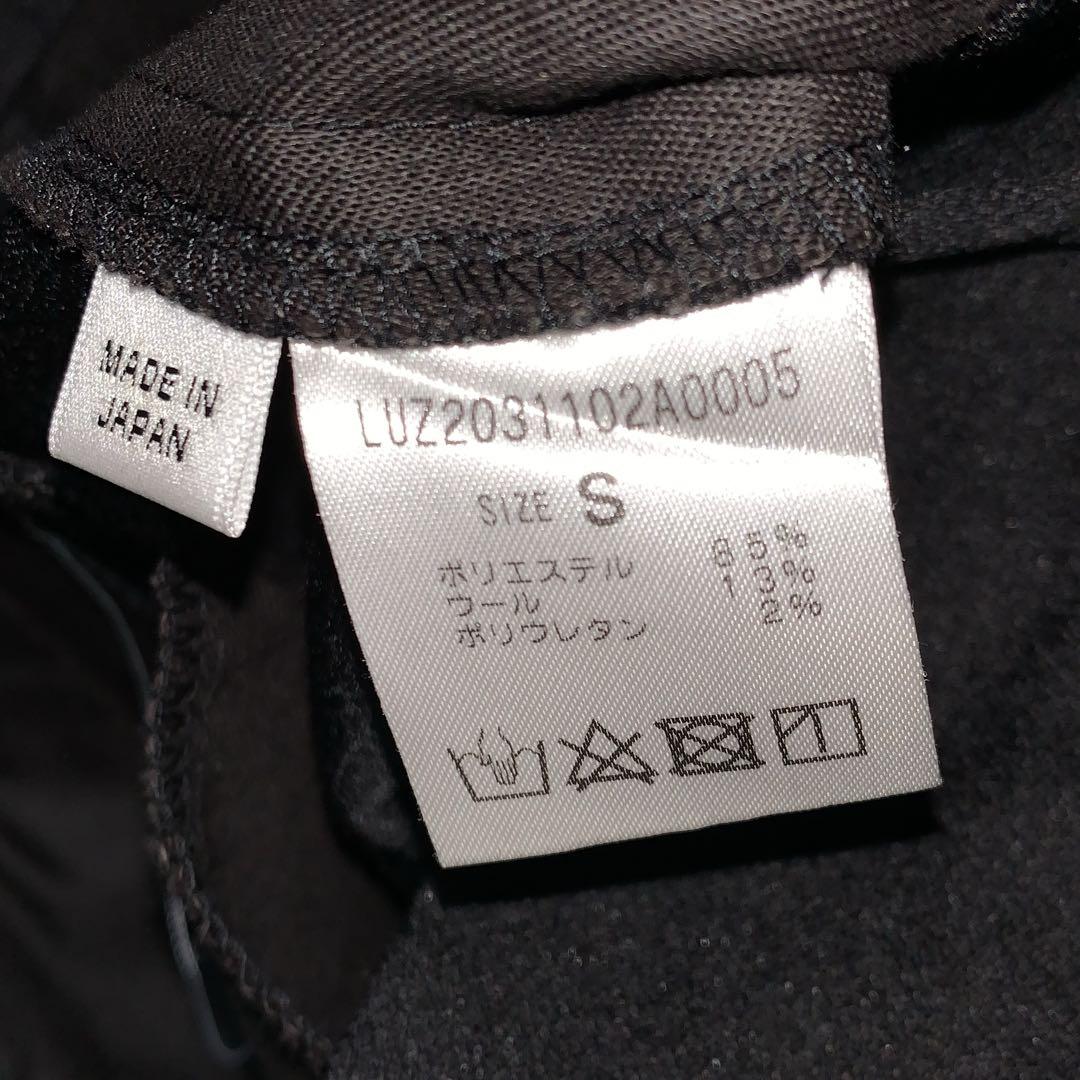 MADE IN
JAPAN
LUZ2031102A0005
SIZE S
ポリエステル 85%
ウール 13%
ポリウレタン 2%